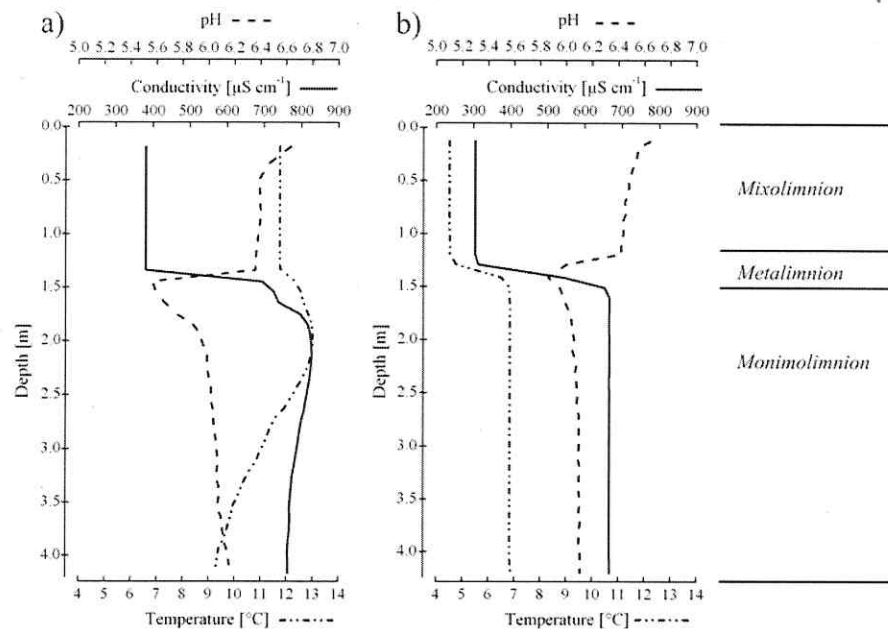 a)
pH
5.0 5.2 5.4 5.6 5.8 6.0 6.2 6.4 6.6 6.8 7.0
Conductivity [µS cm⁻¹]
200 300 400 500 600 700 800 900
0.0
0.5
1.0
1.5
2.0
2.5
3.0
3.5
4.0
Depth [m]
4 5 6 7 8 9 10 11 12 13 14
Temperature [°C]
b)
pH
5.0 5.2 5.4 5.6 5.8 6.0 6.2 6.4 6.6 6.8 7.0
Conductivity [µS cm⁻¹]
200 300 400 500 600 700 800 900
0.0
0.5
1.0
1.5
2.0
2.5
3.0
3.5
4.0
Depth [m]
4 5 6 7 8 9 10 11 12 13 14
Temperature [°C]
Mixolimnion
Metalimnion
Monimolimnion